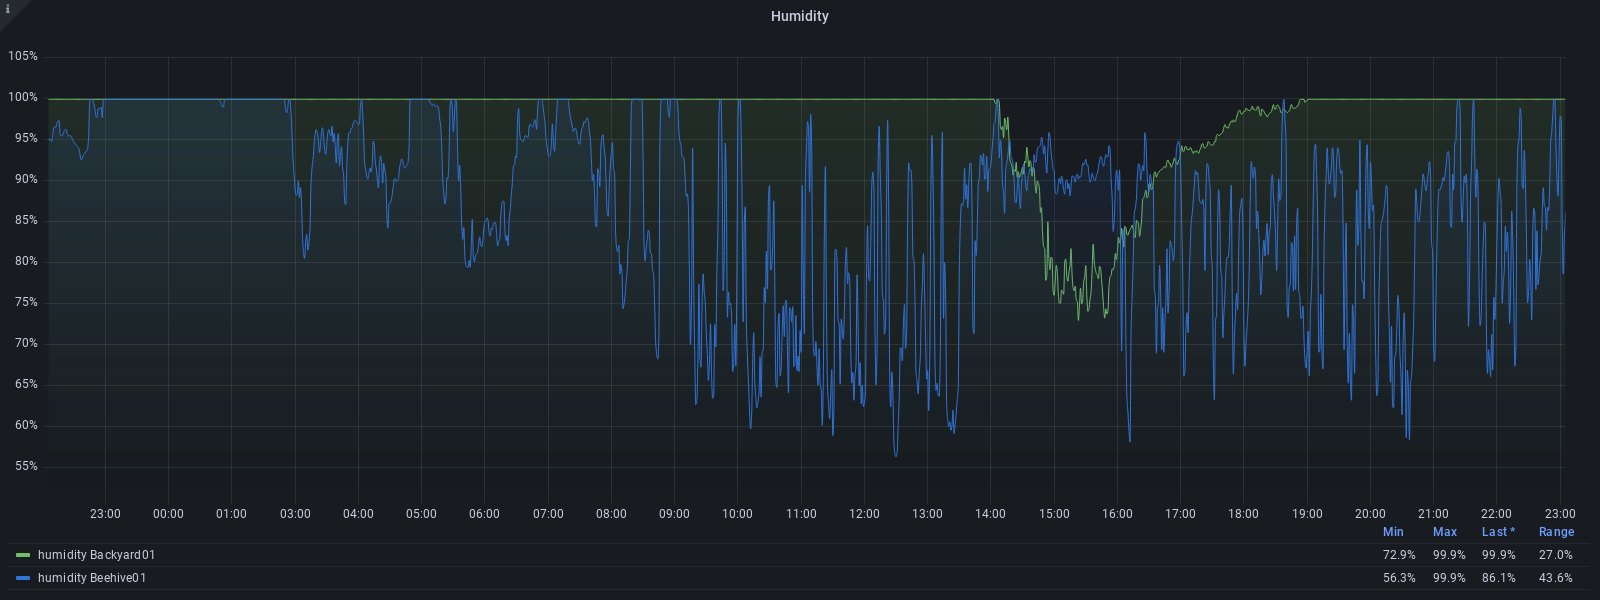 i
Humidity
105%
100%
95%
90%
85%
80%
75%
70%
65%
60%
55%
23:00 00:00 01:00 03:00 04:00 05:00 06:00 07:00 08:00 09:00 10:00 11:00 12:00 13:00 14:00 15:00 16:00 17:00 18:00 19:00 20:00 21:00 22:00 23:00
Min Max Last * Range
humidity Backyard01 72.9% 99.9% 99.9% 27.0%
humidity Beehive01 56.3% 99.9% 86.1% 43.6%